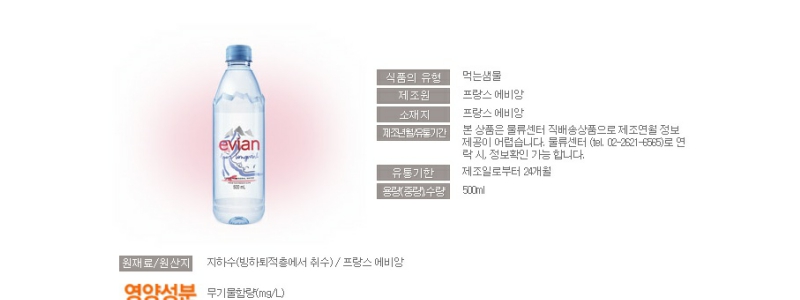 evian
식품의 유형 먹는샘물
제조원 프랑스 에비앙
소재지 프랑스 에비앙
제조년월/유통기간 본 상품은 물류센터 직배송상품으로 제조연월 정보
제공이 어렵습니다. 물류센터 (tel. 02-2621-6565)로 연
락 시, 정보확인 가능 합니다.
유통기한 제조일로부터 24개월
용량(중량),수량 500ml
원재료/원산지 지하수(빙하퇴적층에서 취수) / 프랑스 에비앙
영양성분 무기물함량(mg/L)